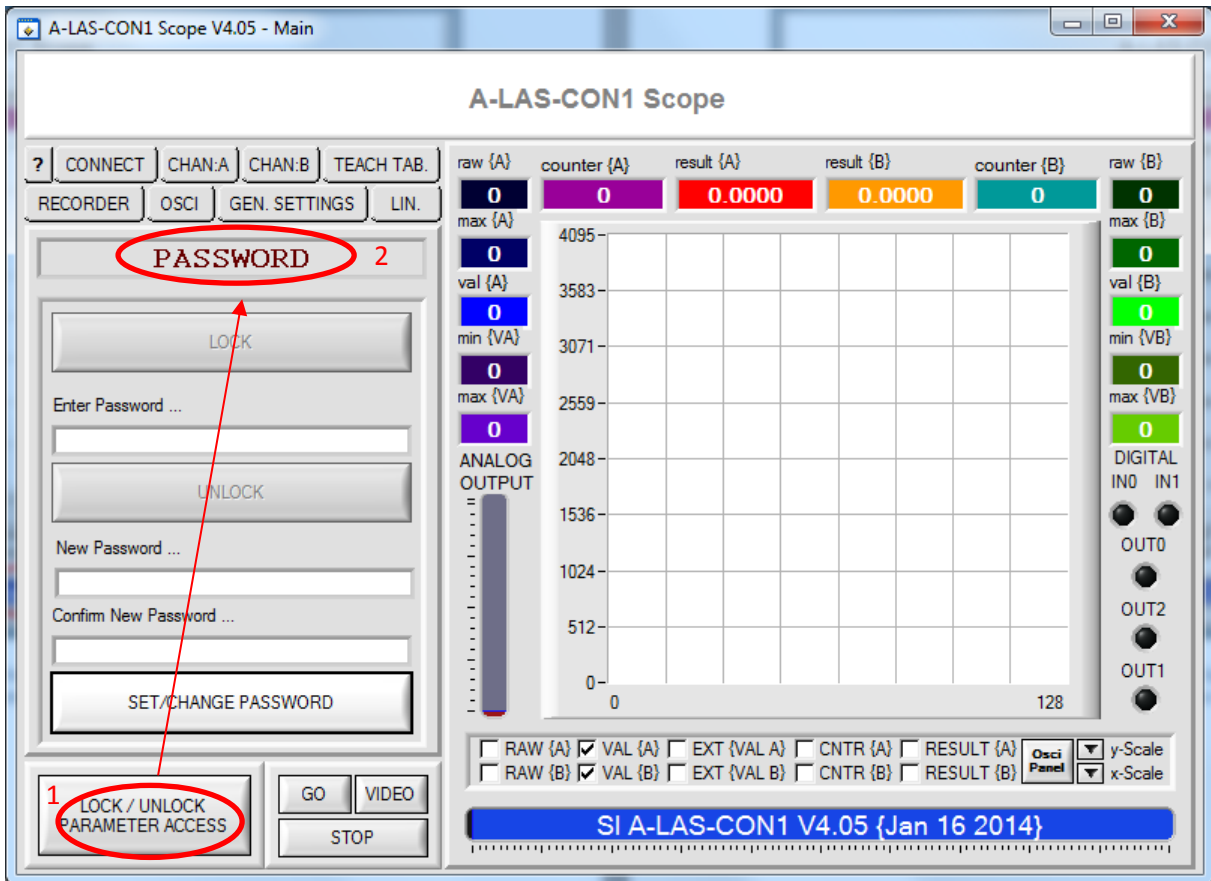 A-LAS-CON1 Scope V4.05 - Main
A-LAS-CON1 Scope
? CONNECT CHAN:A CHAN:B TEACH TAB.
RECORDER OSCI GEN. SETTINGS LIN.
PASSWORD 2
LOCK
Enter Password ...
UNLOCK
New Password ...
Confirm New Password ...
SET/CHANGE PASSWORD
1
LOCK / UNLOCK
PARAMETER ACCESS
GO VIDEO
STOP
raw {A} counter {A} result {A} result {B} counter {B} raw {B}
0 0 0.0000 0.0000 0 0
max {A}
0
val {A}
0
min {VA}
0
max {VA}
0
ANALOG
OUTPUT
4095
3583
3071
2559
2048
1536
1024
512
0
0 128
max {B}
0
val {B}
0
min {VB}
0
max {VB}
0
DIGITAL
IN0 IN1
OUT0
OUT2
OUT1
RAW {A} VAL {A} EXT {VAL A} CNTR {A} RESULT {A} Osci y-Scale
RAW {B} VAL {B} EXT {VAL B} CNTR {B} RESULT {B} Panel x-Scale
SI A-LAS-CON1 V4.05 {Jan 16 2014}